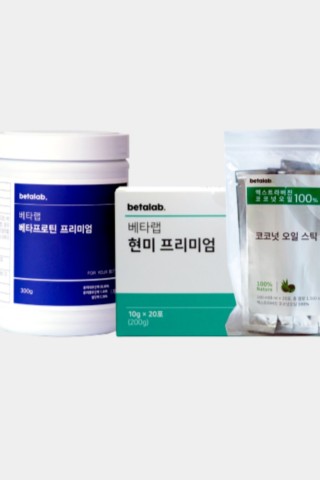 betalab.
베타랩
베타프로틴 프리미엄
300g
betalab.
베타랩
현미 프리미엄
10g × 20포
(200g)
엑스트라버진
코코넛 오일 100%
코코넛 오일 스틱
100%
Natural